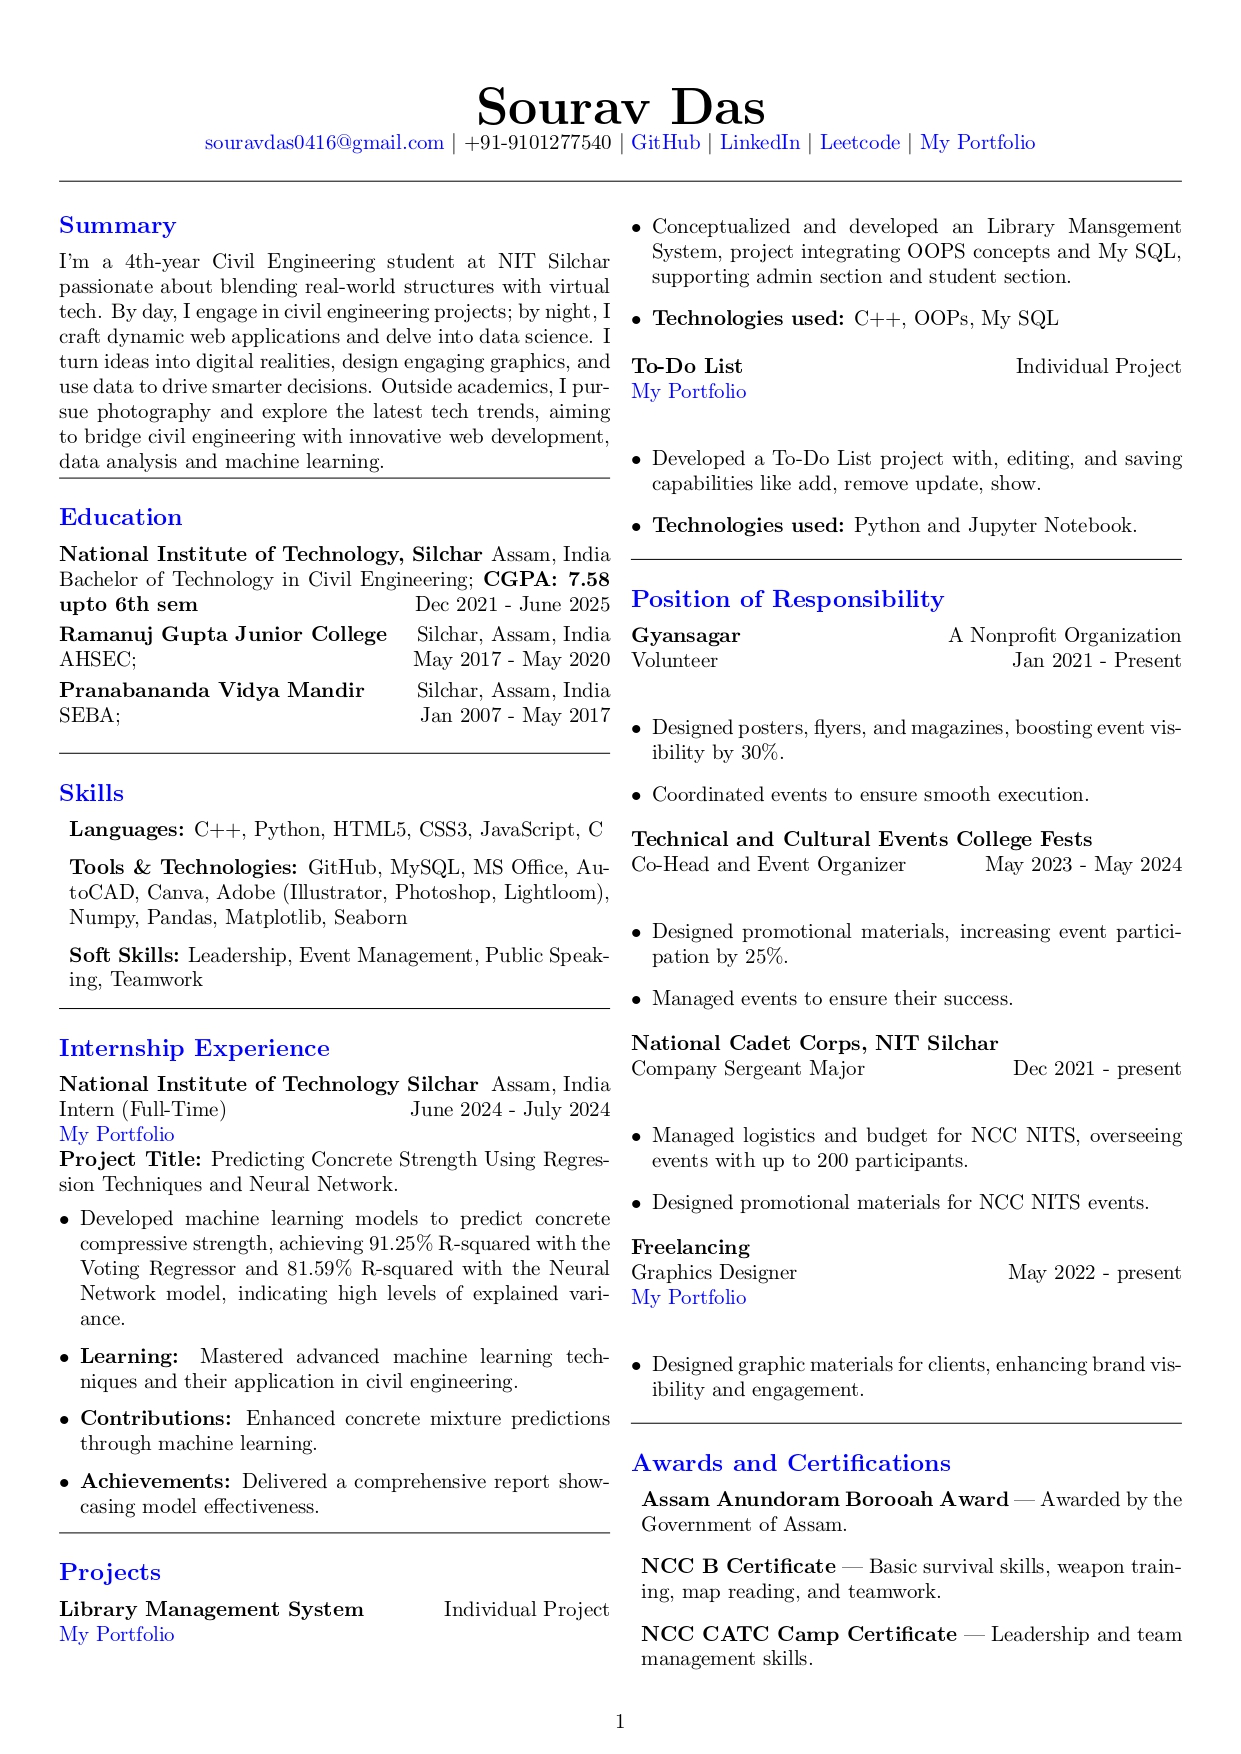 Sourav Das
souravdas0416@gmail.com | +91-9101277540 | GitHub | LinkedIn | Leetcode | My Portfolio
Summary
I'm a 4th-year Civil Engineering student at NIT Silchar
passionate about blending real-world structures with virtual
tech. By day, I engage in civil engineering projects; by night, I
craft dynamic web applications and delve into data science. I
turn ideas into digital realities, design engaging graphics, and
use data to drive smarter decisions. Outside academics, I pur-
sue photography and explore the latest tech trends, aiming
to bridge civil engineering with innovative web development,
data analysis and machine learning.
Education
National Institute of Technology, Silchar Assam, India
Bachelor of Technology in Civil Engineering; CGPA: 7.58
upto 6th sem Dec 2021 - June 2025
Ramanuj Gupta Junior College Silchar, Assam, India
AHSEC; May 2017 - May 2020
Pranabananda Vidya Mandir Silchar, Assam, India
SEBA; Jan 2007 - May 2017
Skills
Languages: C++, Python, HTML5, CSS3, JavaScript, C
Tools & Technologies: GitHub, MySQL, MS Office, Au-
toCAD, Canva, Adobe (Illustrator, Photoshop, Lightloom),
Numpy, Pandas, Matplotlib, Seaborn
Soft Skills: Leadership, Event Management, Public Speak-
ing, Teamwork
Internship Experience
National Institute of Technology Silchar Assam, India
Intern (Full-Time) June 2024 - July 2024
My Portfolio
Project Title: Predicting Concrete Strength Using Regres-
sion Techniques and Neural Network.
• Developed machine learning models to predict concrete
compressive strength, achieving 91.25% R-squared with the
Voting Regressor and 81.59% R-squared with the Neural
Network model, indicating high levels of explained vari-
ance.
• Learning: Mastered advanced machine learning tech-
niques and their application in civil engineering.
• Contributions: Enhanced concrete mixture predictions
through machine learning.
• Achievements: Delivered a comprehensive report show-
casing model effectiveness.
Projects
Library Management System Individual Project
My Portfolio
• Conceptualized and developed an Library Mansgement
System, project integrating OOPS concepts and My SQL,
supporting admin section and student section.
• Technologies used: C++, OOPs, My SQL
To-Do List Individual Project
My Portfolio
• Developed a To-Do List project with, editing, and saving
capabilities like add, remove update, show.
• Technologies used: Python and Jupyter Notebook.
Position of Responsibility
Gyansagar A Nonprofit Organization
Volunteer Jan 2021 - Present
• Designed posters, flyers, and magazines, boosting event vis-
ibility by 30%.
• Coordinated events to ensure smooth execution.
Technical and Cultural Events College Fests
Co-Head and Event Organizer May 2023 - May 2024
• Designed promotional materials, increasing event partici-
pation by 25%.
• Managed events to ensure their success.
National Cadet Corps, NIT Silchar
Company Sergeant Major Dec 2021 - present
• Managed logistics and budget for NCC NITS, overseeing
events with up to 200 participants.
• Designed promotional materials for NCC NITS events.
Freelancing
Graphics Designer May 2022 - present
My Portfolio
• Designed graphic materials for clients, enhancing brand vis-
ibility and engagement.
Awards and Certifications
Assam Anundoram Borooah Award — Awarded by the
Government of Assam.
NCC B Certificate — Basic survival skills, weapon train-
ing, map reading, and teamwork.
NCC CATC Camp Certificate — Leadership and team
management skills.
1